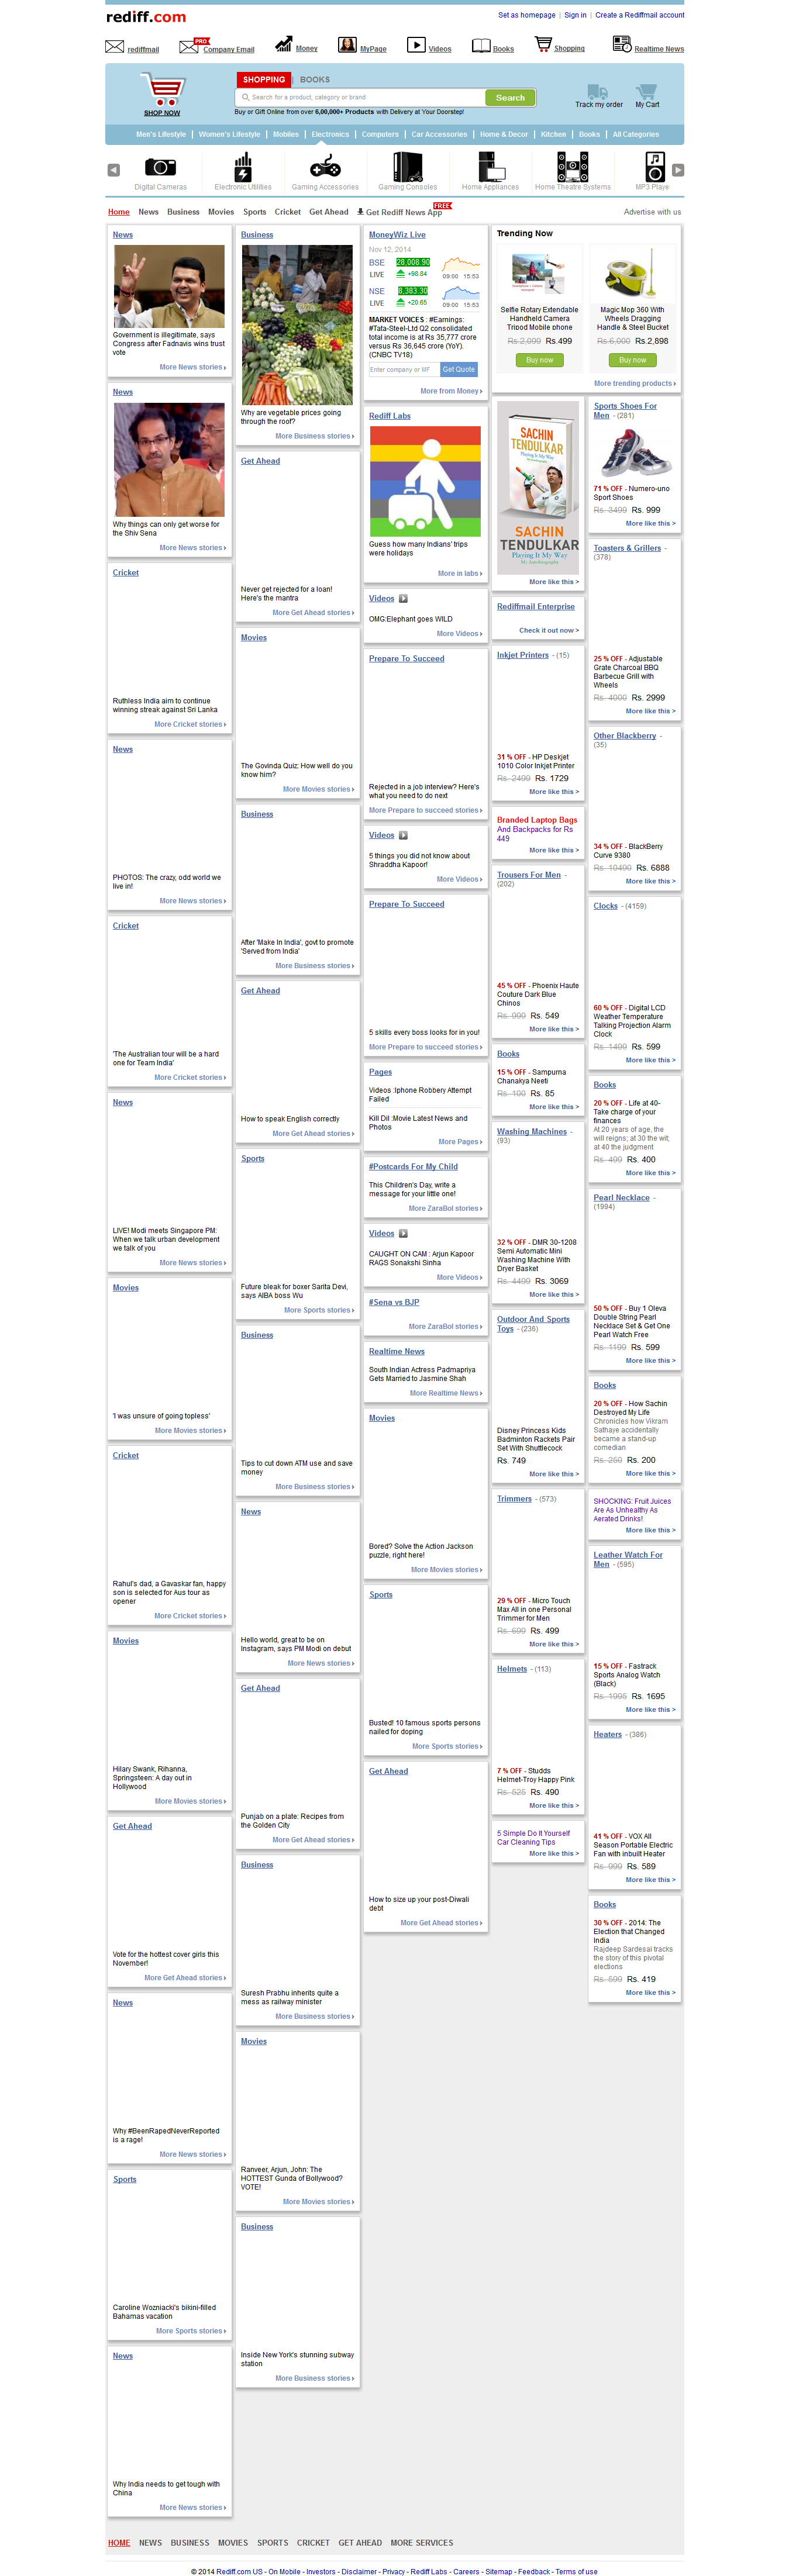 rediff.com
Set as homepage | Sign in | Create a Rediffmail account
rediffmail
PRO
Company Email
Money
MyPage
Videos
Books
Shopping
Realtime News
SHOP NOW
SHOPPING
BOOKS
Search for a product, category or brand
Search
Buy or Gift Online from over 6,00,000+ Products with Delivery at Your Doorstep!
Track my order
My Cart
Men's Lifestyle | Women's Lifestyle | Mobiles | Electronics | Computers | Car Accessories | Home & Decor | Kitchen | Books | All Categories
Digital Cameras
Electronic Utilities
Gaming Accessories
Gaming Consoles
Home Appliances
Home Theatre Systems
MP3 Playe
Home News Business Movies Sports Cricket Get Ahead Get Rediff News App
FREE
Advertise with us
News
Government is illegitimate, says
Congress after Fadnavis wins trust
vote
More News stories
News
Why things can only get worse for
the Shiv Sena
More News stories
Cricket
Ruthless India aim to continue
winning streak against Sri Lanka
More Cricket stories
News
PHOTOS: The crazy, odd world we
live in!
More News stories
Cricket
'The Australian tour will be a hard
one for Team India'
More Cricket stories
News
LIVE! Modi meets Singapore PM:
When we talk urban development
we talk of you
More News stories
Movies
'I was unsure of going topless'
More Movies stories
Cricket
Rahul's dad, a Gavaskar fan, happy
son is selected for Aus tour as
opener
More Cricket stories
Movies
Hilary Swank, Rihanna,
Springsteen: A day out in
Hollywood
More Movies stories
Get Ahead
Vote for the hottest cover girls this
November!
More Get Ahead stories
News
Why #BeenRapedNeverReported
is a rage!
More News stories
Sports
Caroline Wozniacki's bikini-filled
Bahamas vacation
More Sports stories
News
Why India needs to get tough with
China
More News stories
Business
Why are vegetable prices going
through the roof?
More Business stories
Get Ahead
Never get rejected for a loan!
Here's the mantra
More Get Ahead stories
Movies
The Govinda Quiz: How well do you
know him?
More Movies stories
Business
After 'Make In India', govt to promote
'Served from India'
More Business stories
Get Ahead
How to speak English correctly
More Get Ahead stories
Sports
Future bleak for boxer Sarita Devi,
says AIBA boss Wu
More Sports stories
Business
Tips to cut down ATM use and save
money
More Business stories
News
Hello world, great to be on
Instagram, says PM Modi on debut
More News stories
Get Ahead
Punjab on a plate: Recipes from
the Golden City
More Get Ahead stories
Business
Suresh Prabhu inherits quite a
mess as railway minister
More Business stories
Movies
Ranveer, Arjun, John: The
HOTTEST Gunda of Bollywood?
VOTE!
More Movies stories
Business
Inside New York's stunning subway
station
More Business stories
MoneyWiz Live
Nov 12, 2014
BSE 28,008.90
LIVE +98.84
09:00 15:53
NSE 8,383.30
LIVE +20.65
09:00 15:53
MARKET VOICES : #Earnings:
#Tata-Steel-Ltd Q2 consolidated
total income is at Rs 35,777 crore
versus Rs 36,645 crore (YoY).
(CNBC TV18)
Enter company or MF
Get Quote
More from Money
Rediff Labs
Guess how many Indians' trips
were holidays
More in labs
Videos
OMG:Elephant goes WILD
More Videos
Prepare To Succeed
Rejected in a job interview? Here's
what you need to do next
More Prepare to succeed stories
Videos
5 things you did not know about
Shraddha Kapoor!
More Videos
Prepare To Succeed
5 skills every boss looks for in you!
More Prepare to succeed stories
Pages
Videos :Iphone Robbery Attempt
Failed
Kill Dil :Movie Latest News and
Photos
More Pages
#Postcards For My Child
This Children's Day, write a
message for your little one!
More ZaraBol stories
Videos
CAUGHT ON CAM : Arjun Kapoor
RAGS Sonakshi Sinha
More Videos
#Sena vs BJP
More ZaraBol stories
Realtime News
South Indian Actress Padmapriya
Gets Married to Jasmine Shah
More Realtime News
Movies
Bored? Solve the Action Jackson
puzzle, right here!
More Movies stories
Sports
Busted! 10 famous sports persons
nailed for doping
More Sports stories
Get Ahead
How to size up your post-Diwali
debt
More Get Ahead stories
Trending Now
Selfie Rotary Extendable
Handheld Camera
Tripod Mobile phone
Rs.2,099 Rs.499
Buy now
Magic Mop 360 With
Wheels Dragging
Handle & Steel Bucket
Rs.6,000 Rs.2,898
Buy now
More trending products
SACHIN
TENDULKAR
Playing It My Way
SACHIN
TENDULKAR
Playing It My Way
My Autobiography
More like this >
Rediffmail Enterprise
Check it out now >
Inkjet Printers - (15)
31 % OFF - HP Deskjet
1010 Color Inkjet Printer
Rs. 2499 Rs. 1729
More like this >
Branded Laptop Bags
And Backpacks for Rs
449
More like this >
Trousers For Men -
(202)
45 % OFF - Phoenix Haute
Couture Dark Blue
Chinos
Rs. 999 Rs. 549
More like this >
Books
15 % OFF - Sampurna
Chanakya Neeti
Rs. 100 Rs. 85
More like this >
Washing Machines -
(93)
32 % OFF - DMR 30-1208
Semi Automatic Mini
Washing Machine With
Dryer Basket
Rs. 4490 Rs. 3069
More like this >
Outdoor And Sports
Toys - (236)
Disney Princess Kids
Badminton Rackets Pair
Set With Shuttlecock
Rs. 749
More like this >
Trimmers - (573)
29 % OFF - Micro Touch
Max All in one Personal
Trimmer for Men
Rs. 699 Rs. 499
More like this >
Helmets - (113)
7 % OFF - Studds
Helmet-Troy Happy Pink
Rs. 525 Rs. 490
More like this >
5 Simple Do It Yourself
Car Cleaning Tips
More like this >
Sports Shoes For
Men - (281)
71 % OFF - Numero-uno
Sport Shoes
Rs. 3499 Rs. 999
More like this >
Toasters & Grillers -
(378)
25 % OFF - Adjustable
Grate Charcoal BBQ
Barbecue Grill with
Wheels
Rs. 4000 Rs. 2999
More like this >
Other Blackberry -
(35)
34 % OFF - BlackBerry
Curve 9380
Rs. 10490 Rs. 6888
More like this >
Clocks - (4159)
60 % OFF - Digital LCD
Weather Temperature
Talking Projection Alarm
Clock
Rs. 1499 Rs. 599
More like this >
Books
20 % OFF - Life at 40-
Take charge of your
finances
At 20 years of age, the
will reigns; at 30 the wit;
at 40 the judgment
Rs. 499 Rs. 400
More like this >
Pearl Necklace -
(1994)
50 % OFF - Buy 1 Oleva
Double String Pearl
Necklace Set & Get One
Pearl Watch Free
Rs. 1199 Rs. 599
More like this >
Books
20 % OFF - How Sachin
Destroyed My Life
Chronicles how Vikram
Sathaye accidentally
became a stand-up
comedian
Rs. 250 Rs. 200
More like this >
SHOCKING: Fruit Juices
Are As Unhealthy As
Aerated Drinks!
More like this >
Leather Watch For
Men - (595)
15 % OFF - Fastrack
Sports Analog Watch
(Black)
Rs. 1995 Rs. 1695
More like this >
Heaters - (386)
41 % OFF - VOX All
Season Portable Electric
Fan with inbuilt Heater
Rs. 999 Rs. 589
More like this >
Books
30 % OFF - 2014: The
Election that Changed
India
Rajdeep Sardesai tracks
the story of this pivotal
elections
Rs. 599 Rs. 419
More like this >
HOME NEWS BUSINESS MOVIES SPORTS CRICKET GET AHEAD MORE SERVICES
© 2014 Rediff.com US - On Mobile - Investors - Disclaimer - Privacy - Rediff Labs - Careers - Sitemap - Feedback - Terms of use